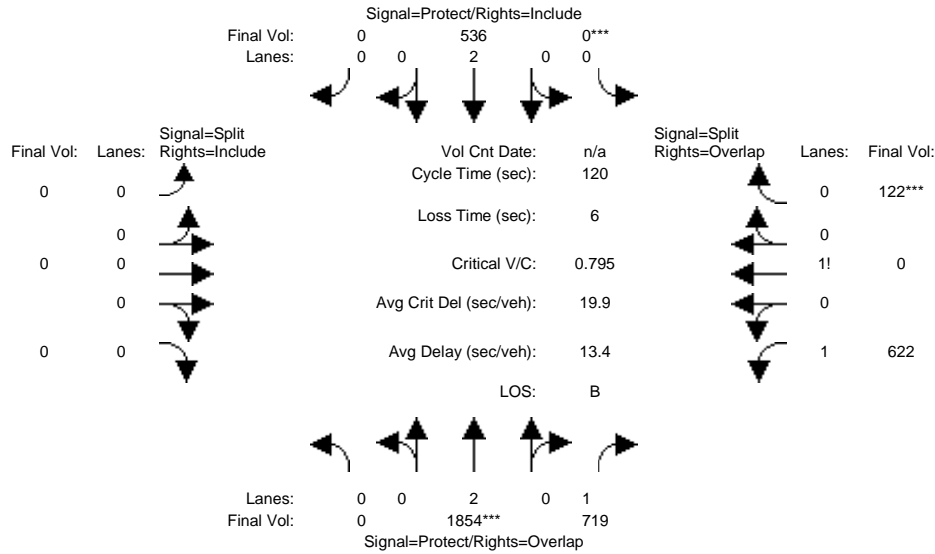 Signal=Protect/Rights=Include
Final Vol: 0 536 0***
Lanes: 0 0 2 0 0
Signal=Split Signal=Split
Final Vol: Lanes: Rights=Include Vol Cnt Date: n/a Rights=Overlap Lanes: Final Vol:
Cycle Time (sec): 120
0 0 0 122***
Loss Time (sec): 6
0 0
0 0 Critical V/C: 0.795 1! 0
0 Avg Crit Del (sec/veh): 19.9 0
0 0 Avg Delay (sec/veh): 13.4 1 622
LOS: B
Lanes: 0 0 2 0 1
Final Vol: 0 1854*** 719
Signal=Protect/Rights=Overlap